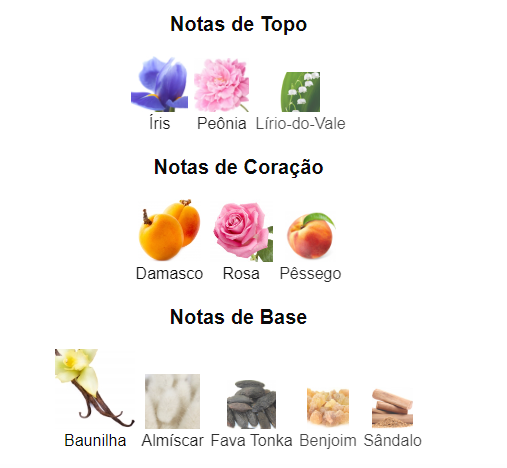 Notas de Topo
Íris Peônia Lírio-do-Vale
Notas de Coração
Damasco Rosa Pêssego
Notas de Base
Baunilha Almíscar Fava Tonka Benjoim Sândalo